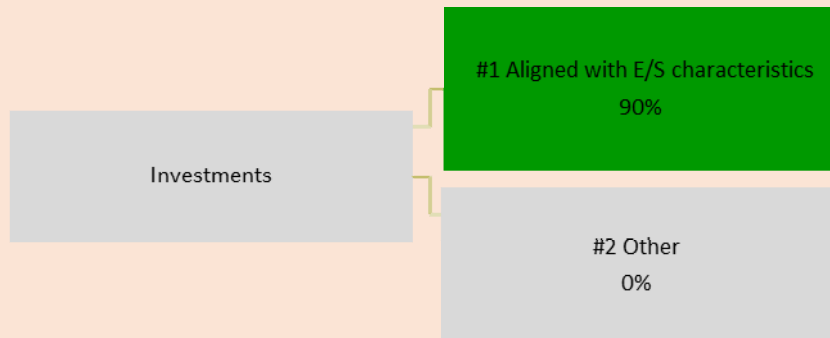 #1 Aligned with E/S characteristics
90%
Investments
#2 Other
0%